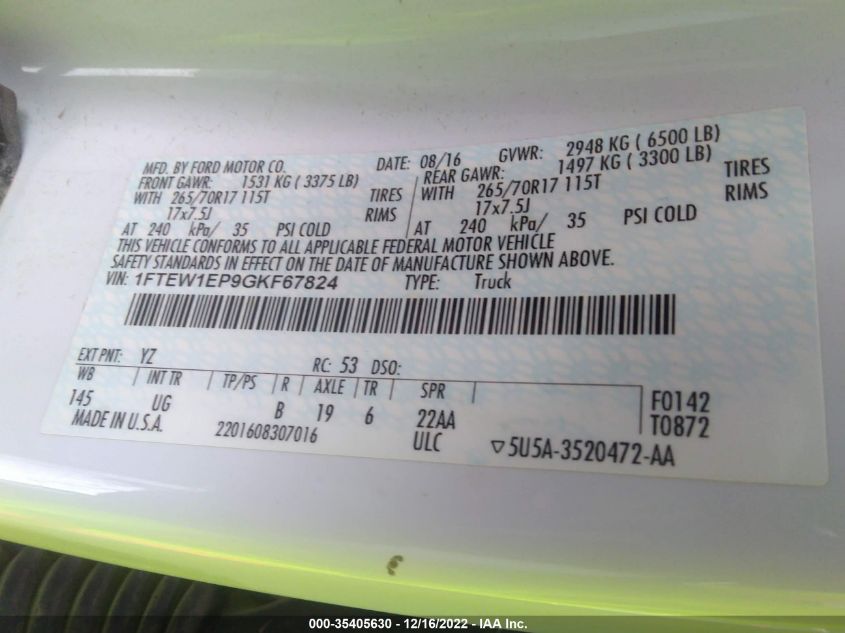 MFD. BY FORD MOTOR CO. DATE: 08/16 GVWR: 2948 KG ( 6500 LB)
FRONT GAWR: 1531 KG ( 3375 LB) REAR GAWR: 1497 KG ( 3300 LB)
WITH 265/70R17 115T TIRES WITH 265/70R17 115T TIRES
17x7.5J RIMS 17x7.5J RIMS
AT 240 kPa/ 35 PSI COLD AT 240 kPa/ 35 PSI COLD
THIS VEHICLE CONFORMS TO ALL APPLICABLE FEDERAL MOTOR VEHICLE
SAFETY STANDARDS IN EFFECT ON THE DATE OF MANUFACTURE SHOWN ABOVE.
VIN: 1FTEW1EP9GKF67824 TYPE: Truck
EXT PNT: YZ RC: 53 DSO:
WB INT TR TP/PS R AXLE TR SPR
145 UG B 19 6 22AA F0142
MADE IN U.S.A. 2201608307016 ULC T0872
▽5U5A-3520472-AA
000-35405630 - 12/16/2022 - IAA Inc.